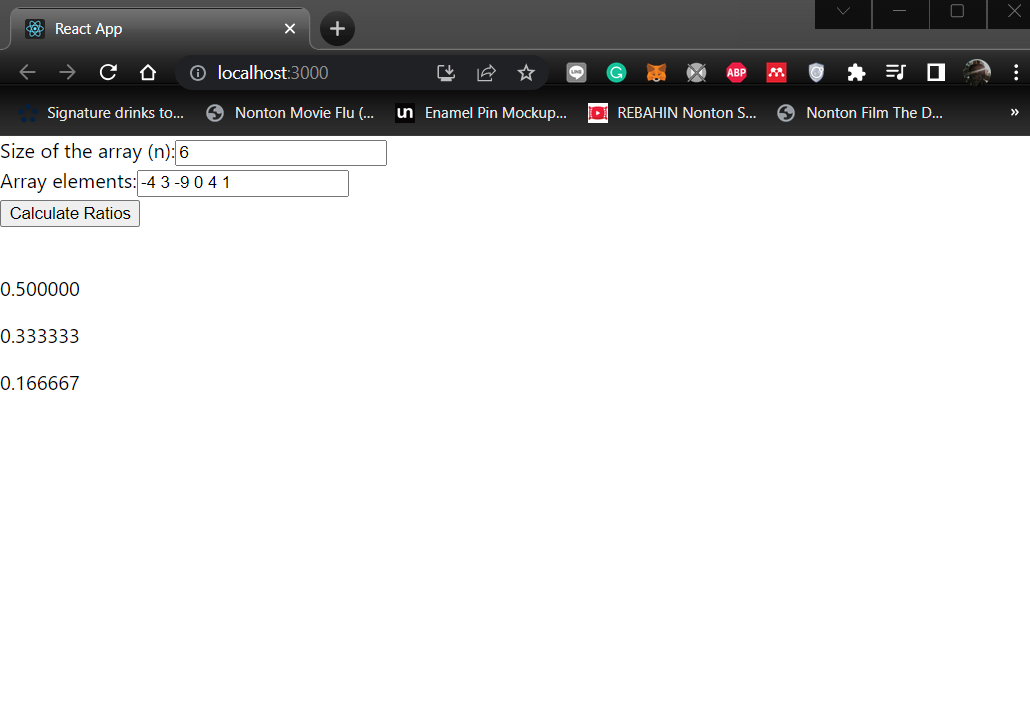 React App
localhost:3000
ABP
Signature drinks to... Nonton Movie Flu (... un Enamel Pin Mockup... REBAHIN Nonton S... Nonton Film The D... »
Size of the array (n):6
Array elements:-4 3 -9 0 4 1
Calculate Ratios
0.500000
0.333333
0.166667